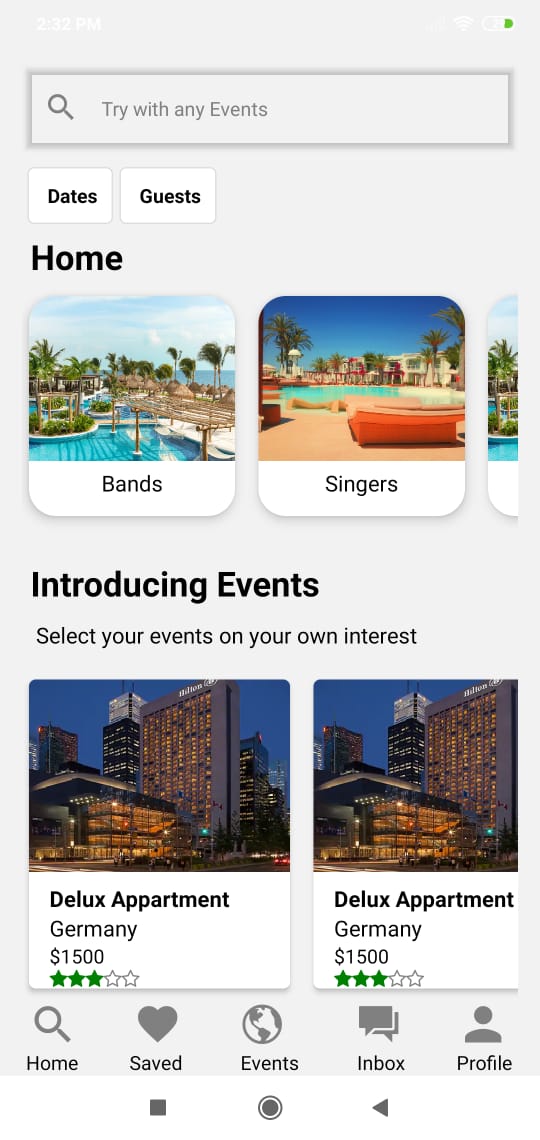 2:32 PM
Try with any Events
Dates Guests
Home
Bands Singers
Introducing Events
Select your events on your own interest
Hilton Hilton
Delux Appartment Delux Appartment
Germany Germany
$1500 $1500
Home Saved Events Inbox Profile